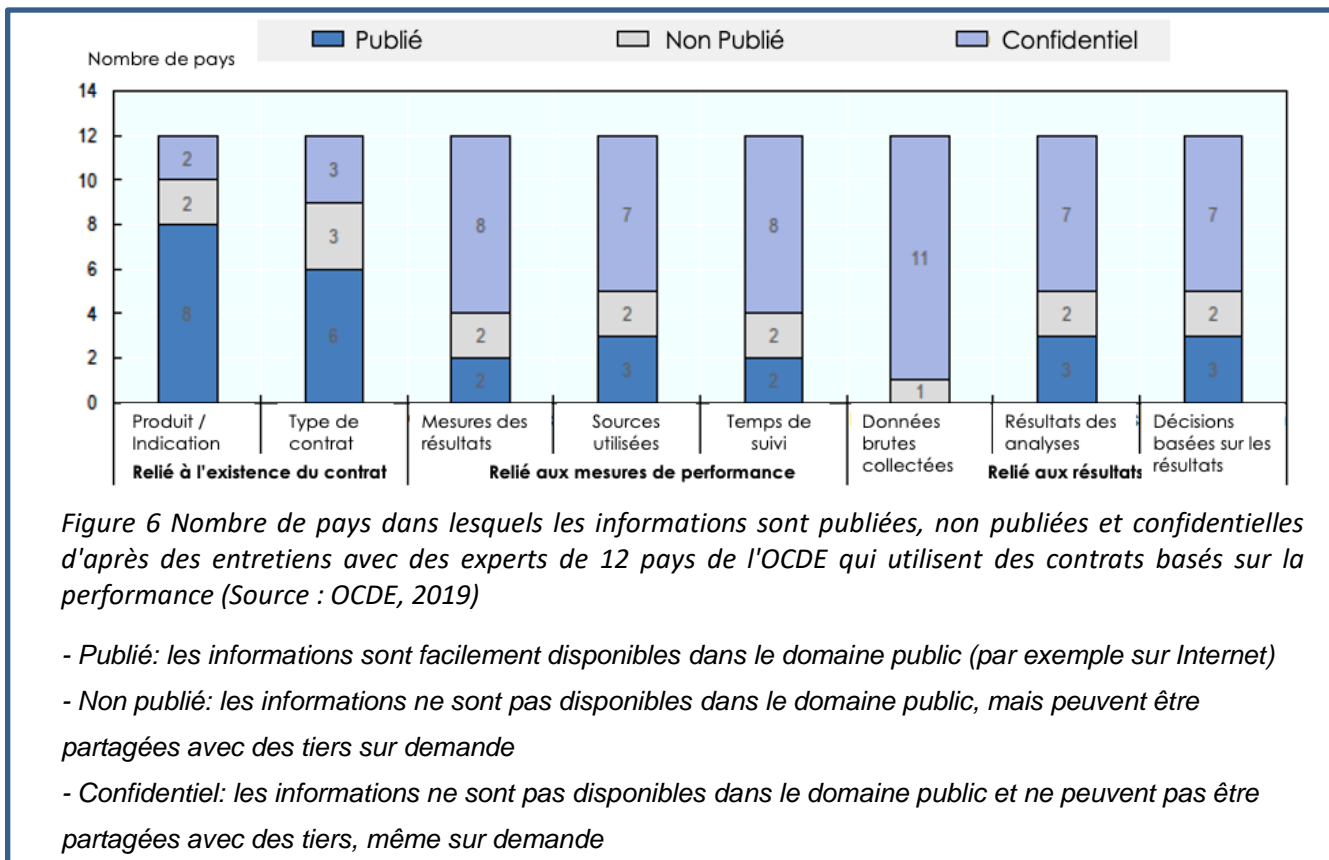 Publié Non Publié Confidentiel
Nombre de pays
14
12
10
8
6
4
2
0
2 3 8 7 8 11 7 7
2 3 2 2 2 1 2 2
8 6 2 3 2 3 3
Produit / Type de Mesures des Sources Temps de Données Résultats des Décisions
Indication contrat résultats utilisées suivi brutes analyses basées sur les
collectées résultats
Relié à l'existence du contrat Relié aux mesures de performance Relié aux résultats
Figure 6 Nombre de pays dans lesquels les informations sont publiées, non publiées et confidentielles
d'après des entretiens avec des experts de 12 pays de l'OCDE qui utilisent des contrats basés sur la
performance (Source : OCDE, 2019)
- Publié: les informations sont facilement disponibles dans le domaine public (par exemple sur Internet)
- Non publié: les informations ne sont pas disponibles dans le domaine public, mais peuvent être
partagées avec des tiers sur demande
- Confidentiel: les informations ne sont pas disponibles dans le domaine public et ne peuvent pas être
partagées avec des tiers, même sur demande